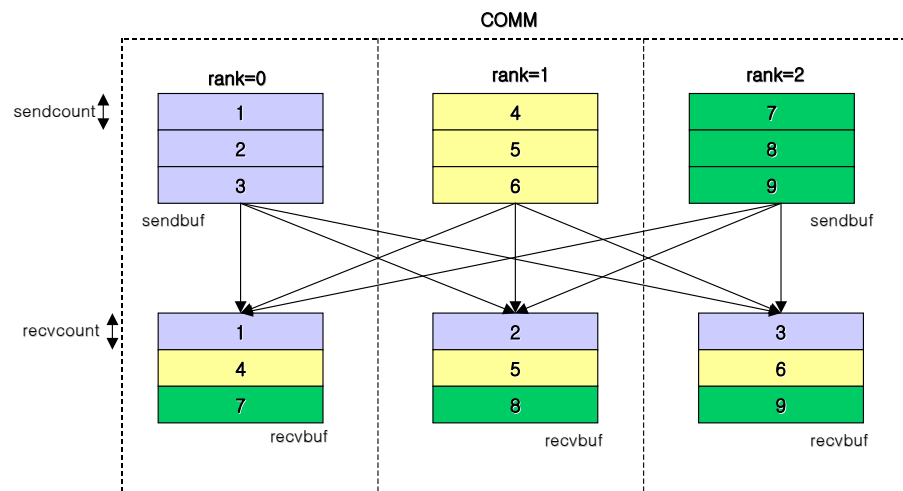 COMM
rank=0 rank=1 rank=2
sendcount 1 4 7
2 5 8
3 6 9
sendbuf sendbuf
recvcount 1 2 3
4 5 6
7 8 9
recvbuf recvbuf recvbuf